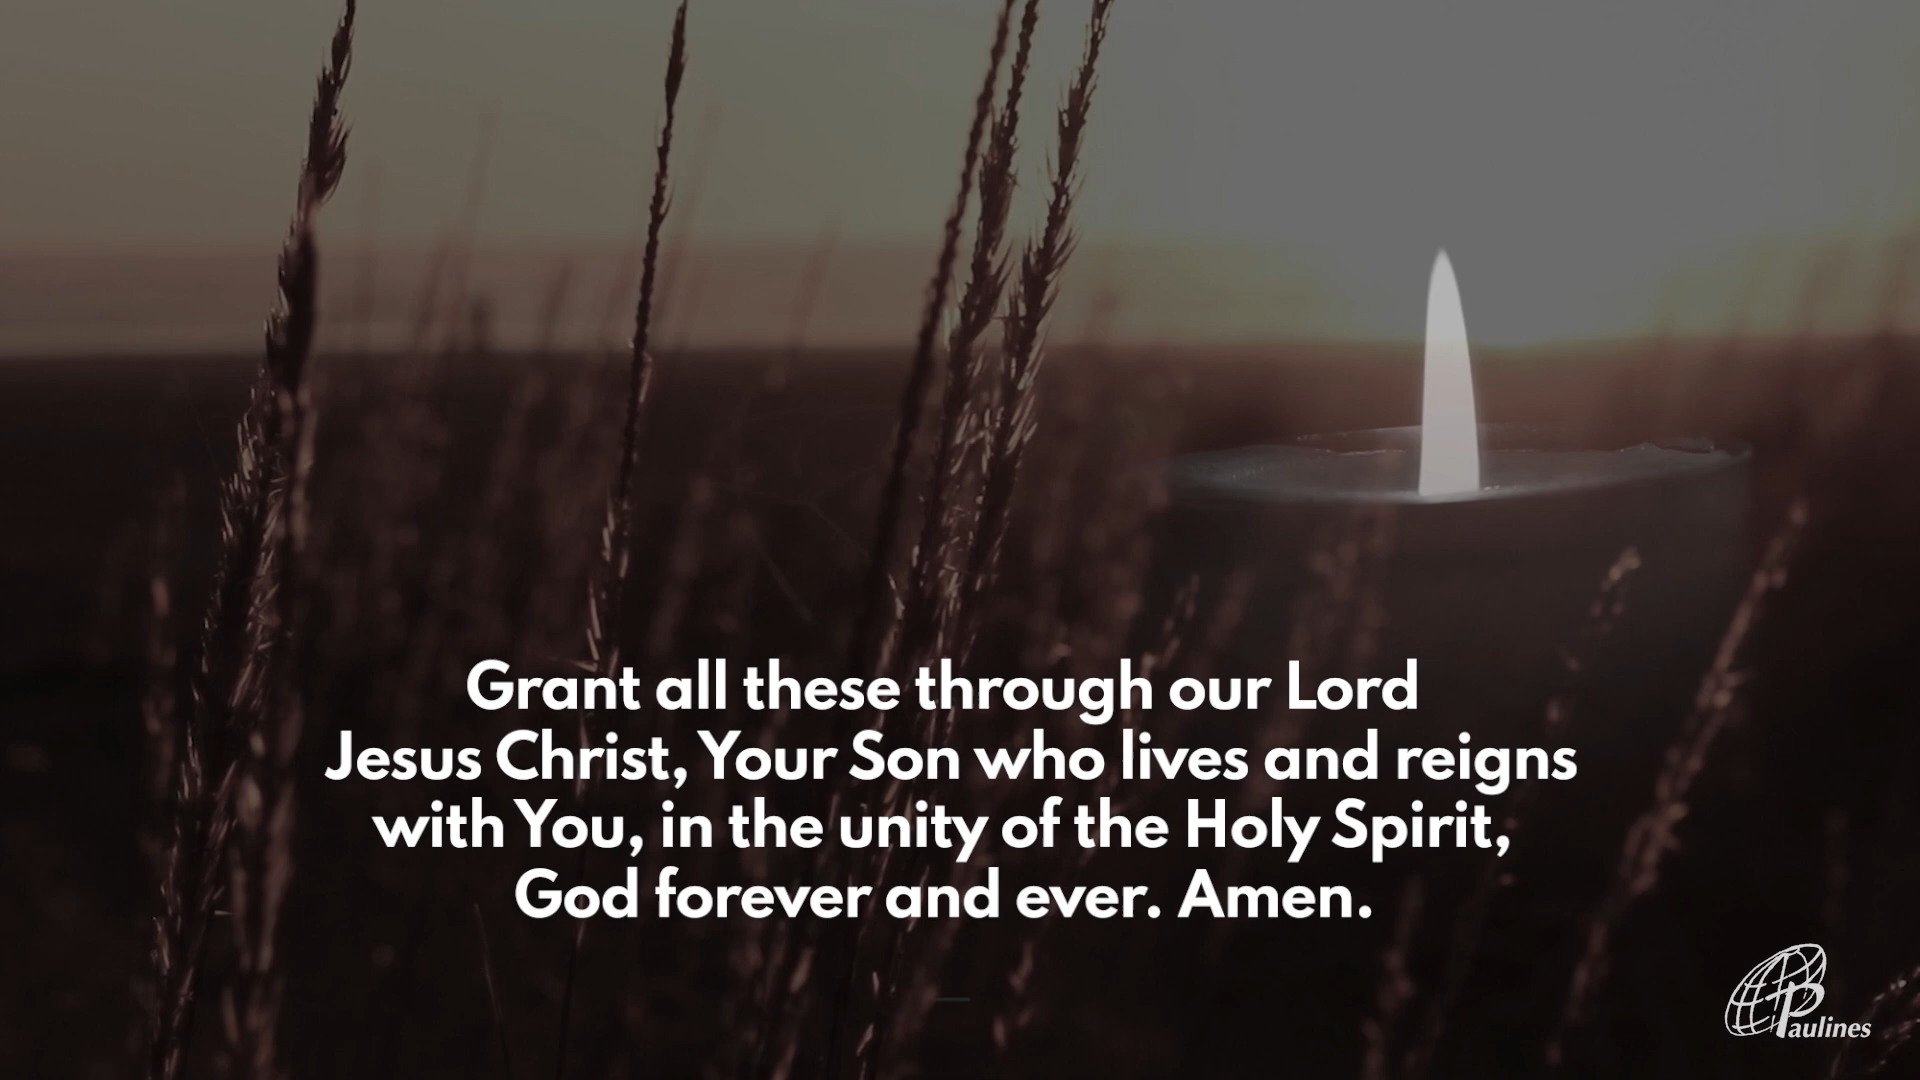 Grant all these through our Lord
Jesus Christ, Your Son who lives and reigns
with You, in the unity of the Holy Spirit,
God forever and ever. Amen.
Paulines